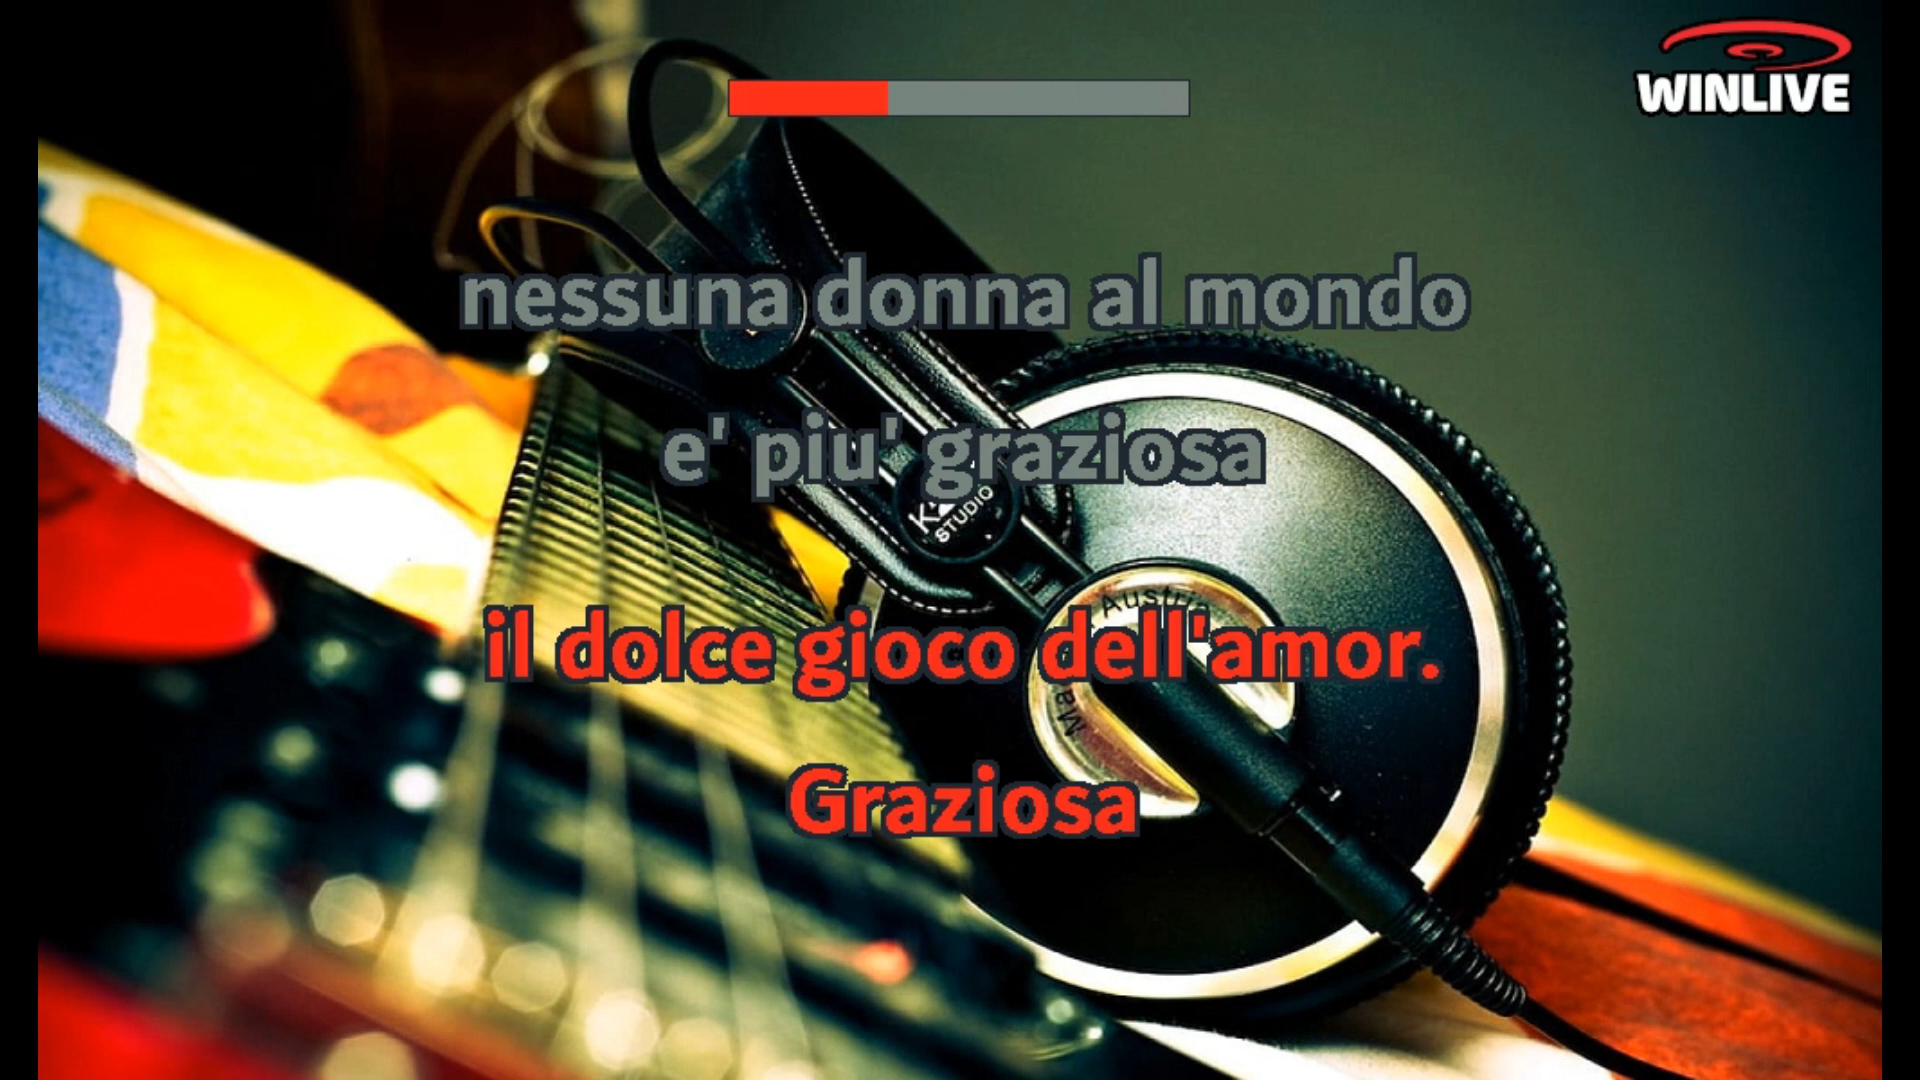 WINLIVE
nessuna donna al mondo
e' piu' graziosa
STUDIO
Austria
il dolce gioco dell'amor.
Graziosa